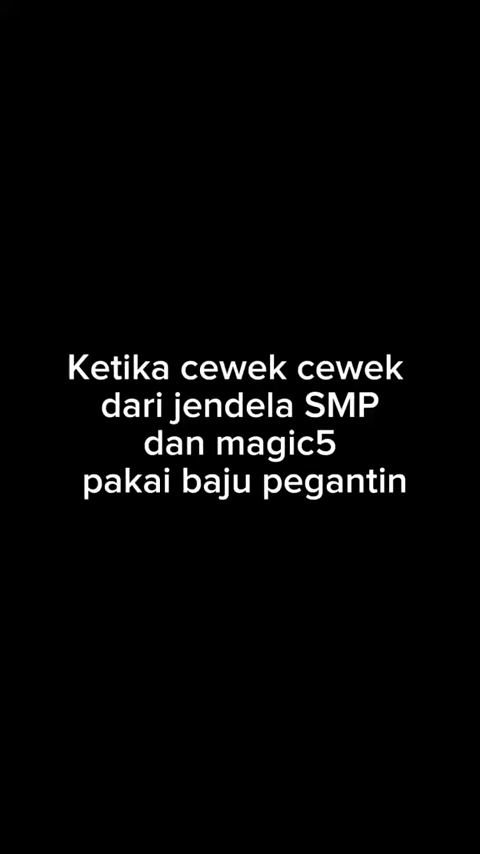 Ketika cewek cewek
dari jendela SMP
dan magic5
pakai baju pegantin